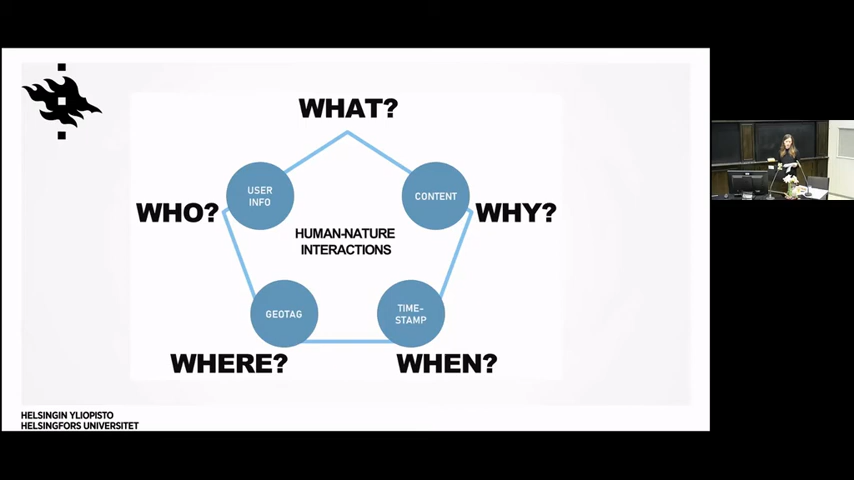 WHAT?
USER
INFO
CONTENT
WHO?
WHY?
HUMAN-NATURE
INTERACTIONS
GEOTAG
TIME-
STAMP
WHERE?
WHEN?
HELSINGIN YLIOPISTO
HELSINGFORS UNIVERSITET